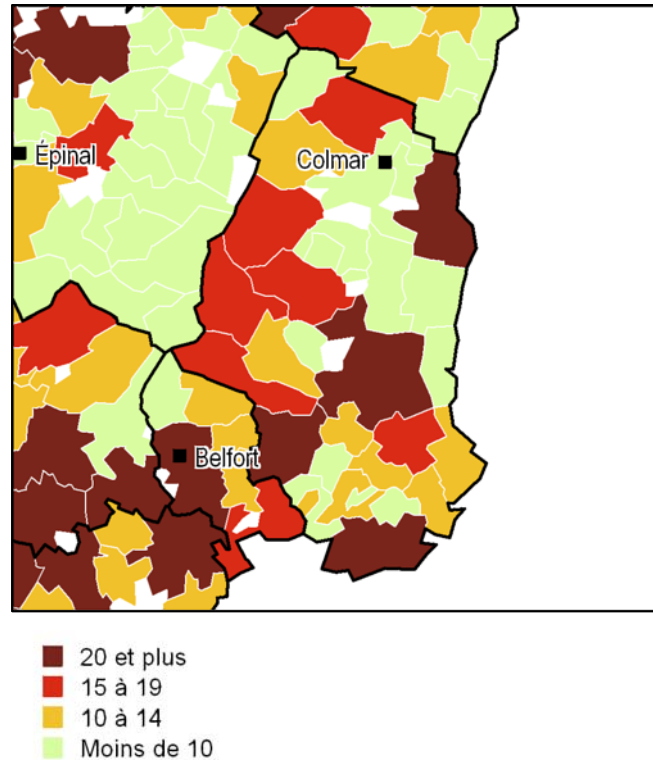 Épinal
Colmar
Belfort
20 et plus
15 à 19
10 à 14
Moins de 10